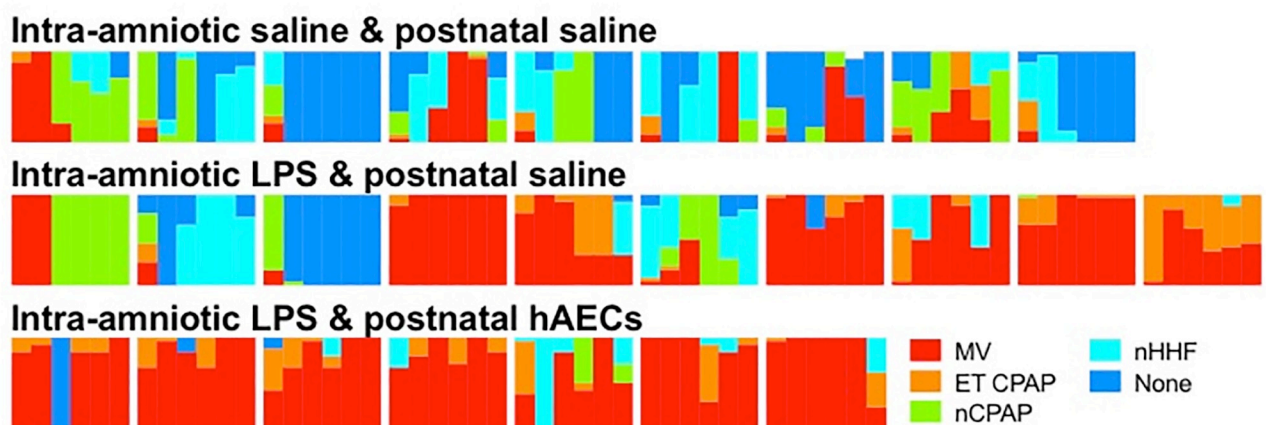 Intra-amniotic saline & postnatal saline
Intra-amniotic LPS & postnatal saline
Intra-amniotic LPS & postnatal hAECs
MV
ET CPAP
nCPAP
nHHF
None